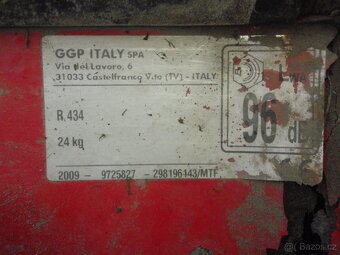 GGP ITALY SPA
Via del Lavoro, 6
31033 Castelfranco V.to (TV) - ITALY
R 434
24 kg
96
2009 - 9725827 - 298196143/MTF
bazos.cz